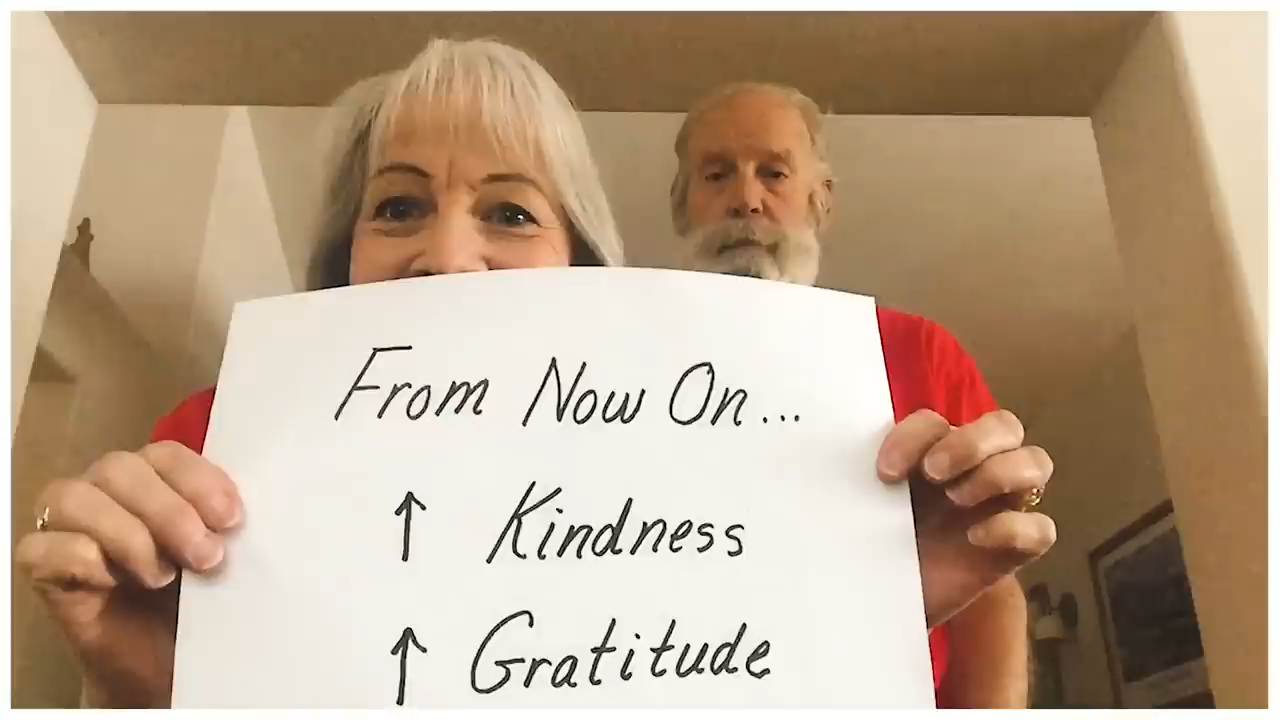 From Now On...
↑ Kindness
↑ Gratitude